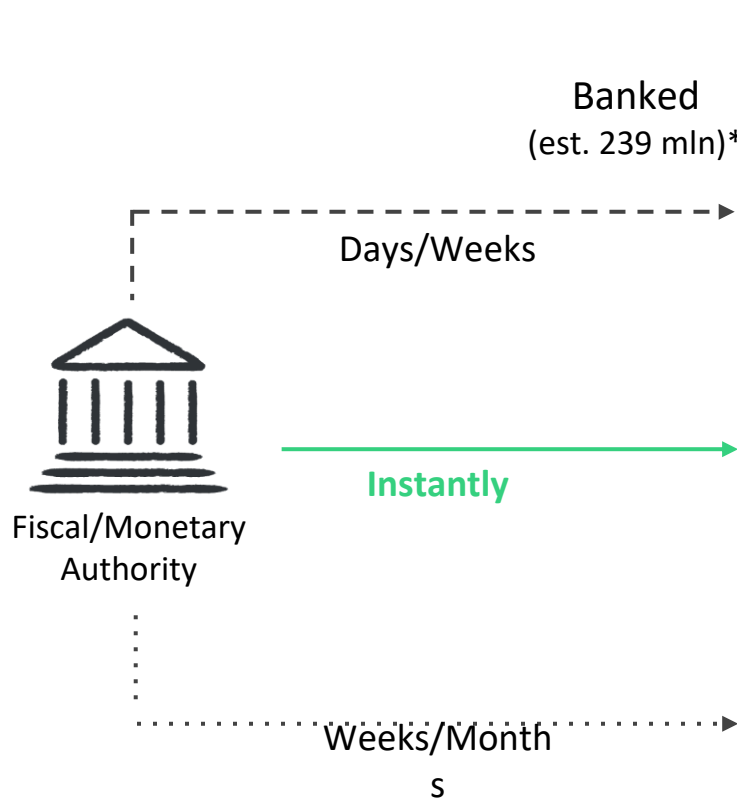 Banked
(est. 239 mln)*
Days/Weeks
Instantly
Fiscal/Monetary
Authority
Weeks/Month
s